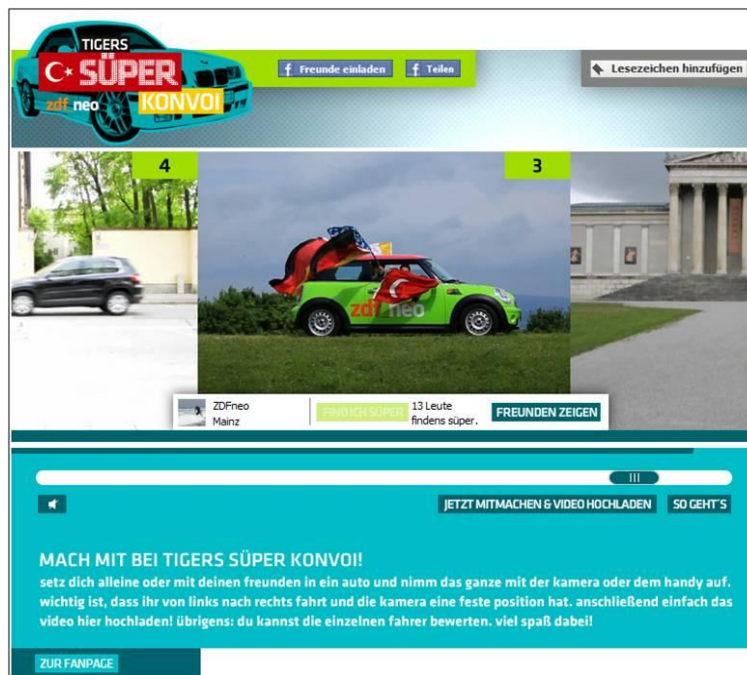 TIGERS
SÜPER
zdf neo
KONVOI
f Freunde einladen
f Teilen
Lesezeichen hinzufügen
4
3
zdf neo
ZDFneo
Mainz
FIND ICH SÜPER
13 Leute
findens süper.
FREUNDEN ZEIGEN
JETZT MITMACHEN & VIDEO HOCHLADEN
SO GEHT´S
MACH MIT BEI TIGERS SÜPER KONVOI!
setz dich alleine oder mit deinen freunden in ein auto und nimm das ganze mit der kamera oder dem handy auf.
wichtig ist, dass ihr von links nach rechts fahrt und die kamera eine feste position hat. anschließend einfach das
video hier hochladen! übrigens: du kannst die einzelnen fahrer bewerten. viel spaß dabei!
ZUR FANPAGE